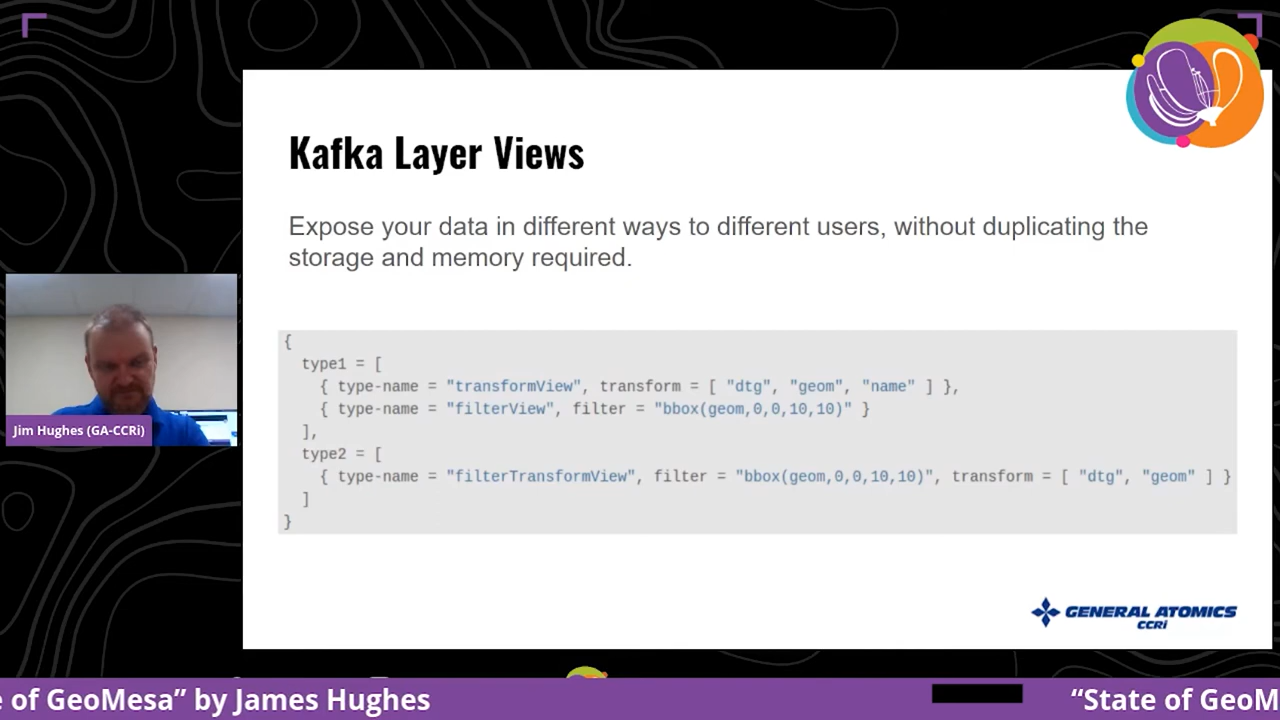 Kafka Layer Views
Expose your data in different ways to different users, without duplicating the
storage and memory required.
{
type1 = [
{ type-name = "transformView", transform = [ "dtg", "geom", "name" ] },
{ type-name = "filterView", filter = "bbox(geom,0,0,10,10)" }
],
type2 = [
{ type-name = "filterTransformView", filter = "bbox(geom,0,0,10,10)", transform = [ "dtg", "geom" ] }
]
}
Jim Hughes (GA-CCRi)
GENERAL ATOMICS
CCRi
e of GeoMesa” by James Hughes
“State of GeoM